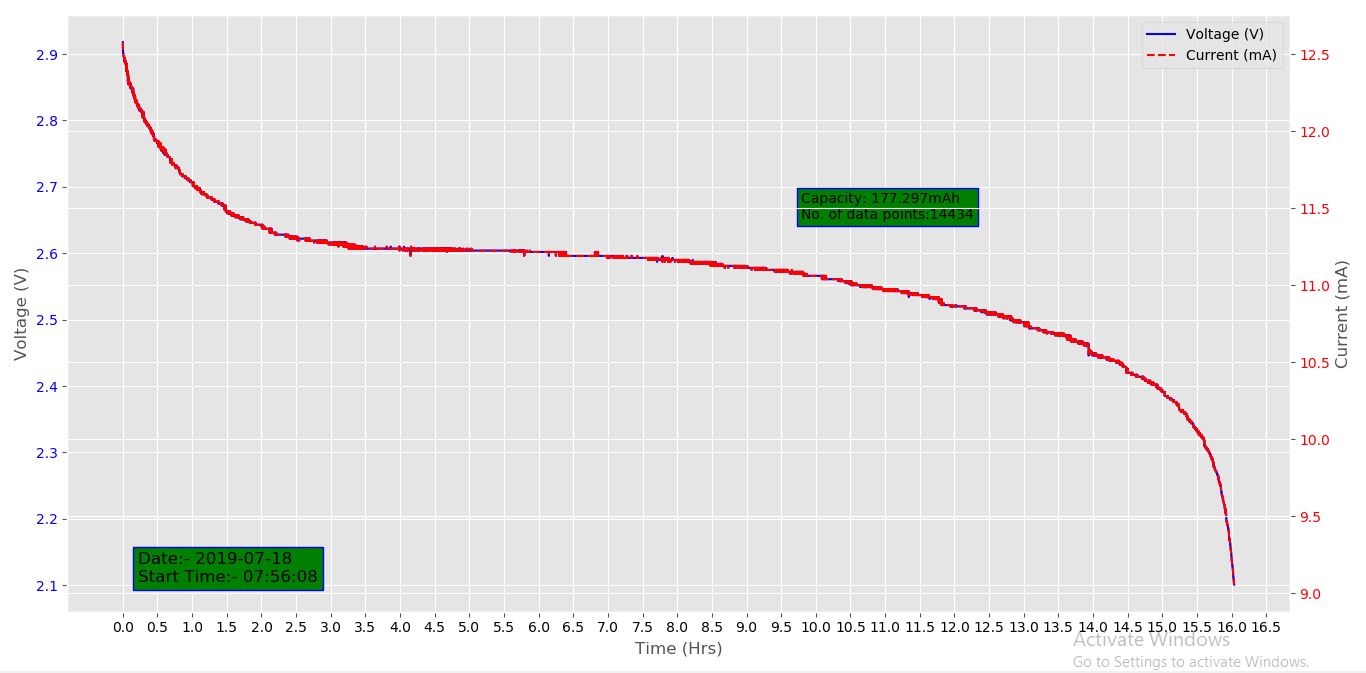 Voltage (V)
Current (mA)
2.9
2.8
2.7
2.6
2.5
2.4
2.3
2.2
2.1
Voltage (V)
12.5
12.0
11.5
11.0
10.5
10.0
9.5
9.0
Current (mA)
Capacity: 177.297mAh
No. of data points:14434
Date:- 2019-07-18
Start Time:- 07:56:08
0.0 0.5 1.0 1.5 2.0 2.5 3.0 3.5 4.0 4.5 5.0 5.5 6.0 6.5 7.0 7.5 8.0 8.5 9.0 9.5 10.0 10.5 11.0 11.5 12.0 12.5 13.0 13.5 14.0 14.5 15.0 15.5 16.0 16.5
Time (Hrs)
Activate Windows
Go to Settings to activate Windows.